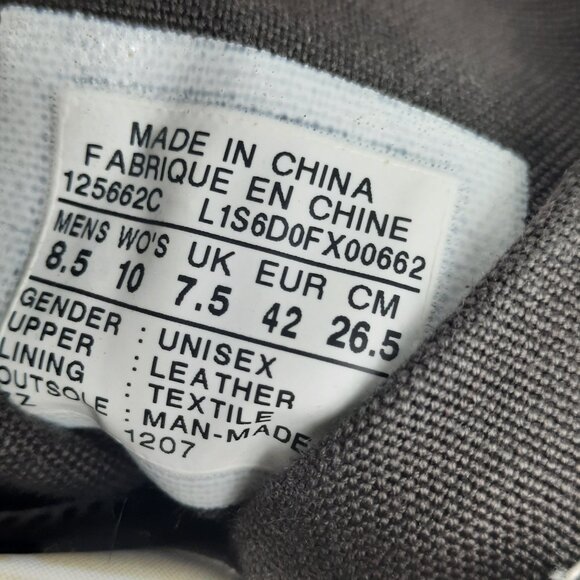 MADE IN CHINA
FABRIQUE EN CHINE
125662C L1S6D0FX00662
MENS WO'S UK EUR CM
8.5 10 7.5 42 26.5
GENDER : UNISEX
UPPER : LEATHER
LINING : TEXTILE
OUTSOLE : MAN-MADE
Z 1207